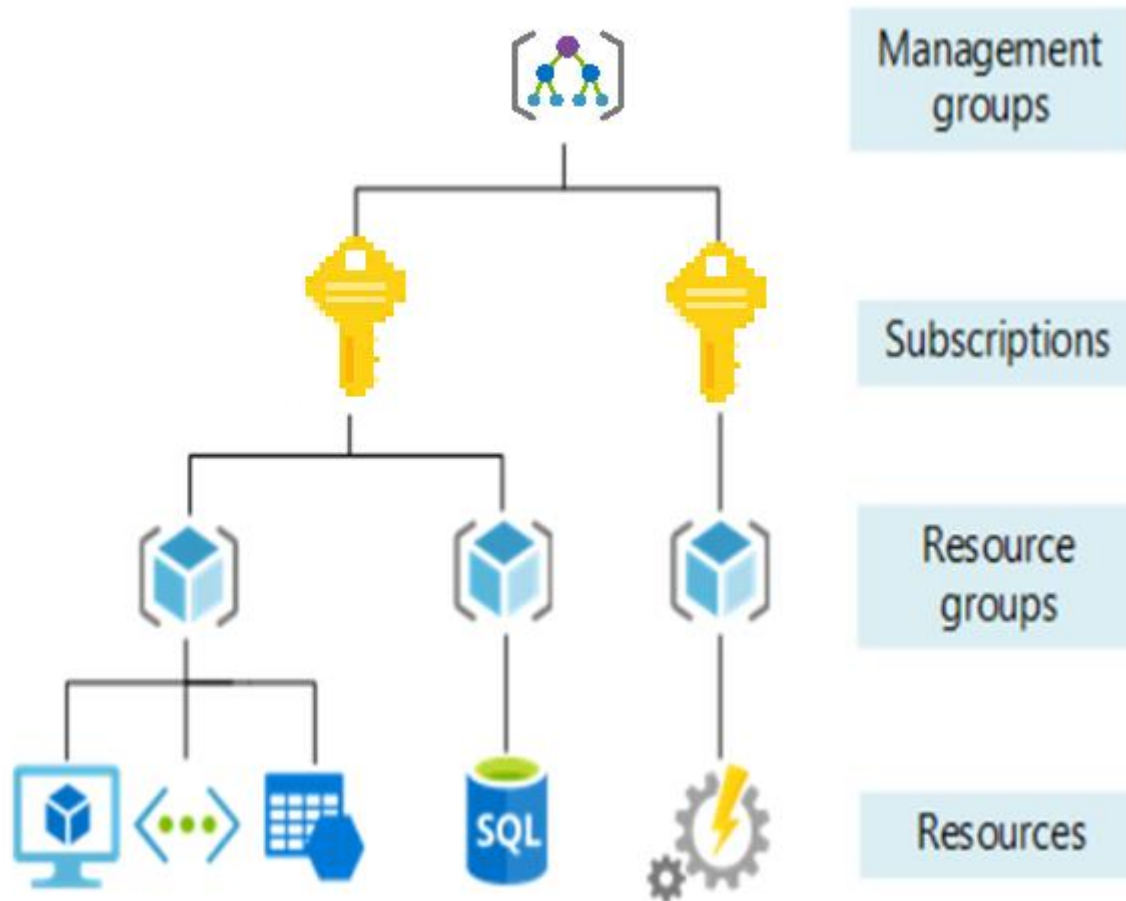 Management
groups
Subscriptions
Resource
groups
SQL
Resources